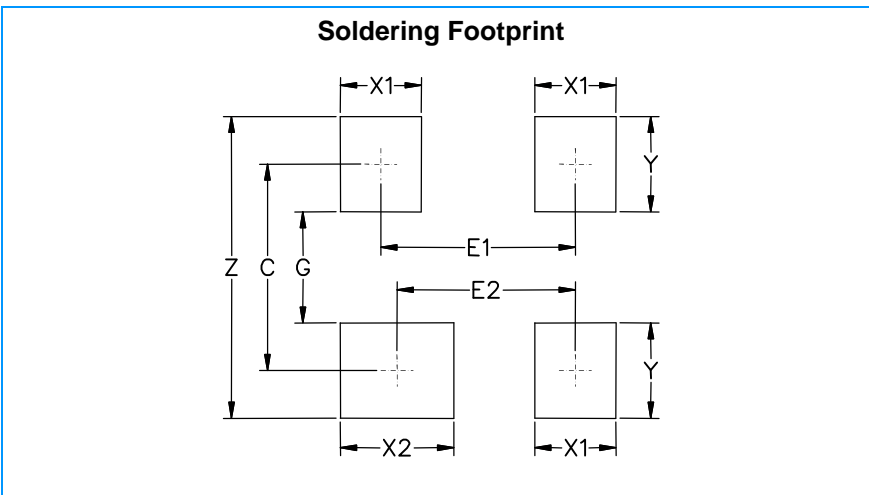 Soldering Footprint
X1 X1
Y
E1
Z C G
E2
Y
X2 X1